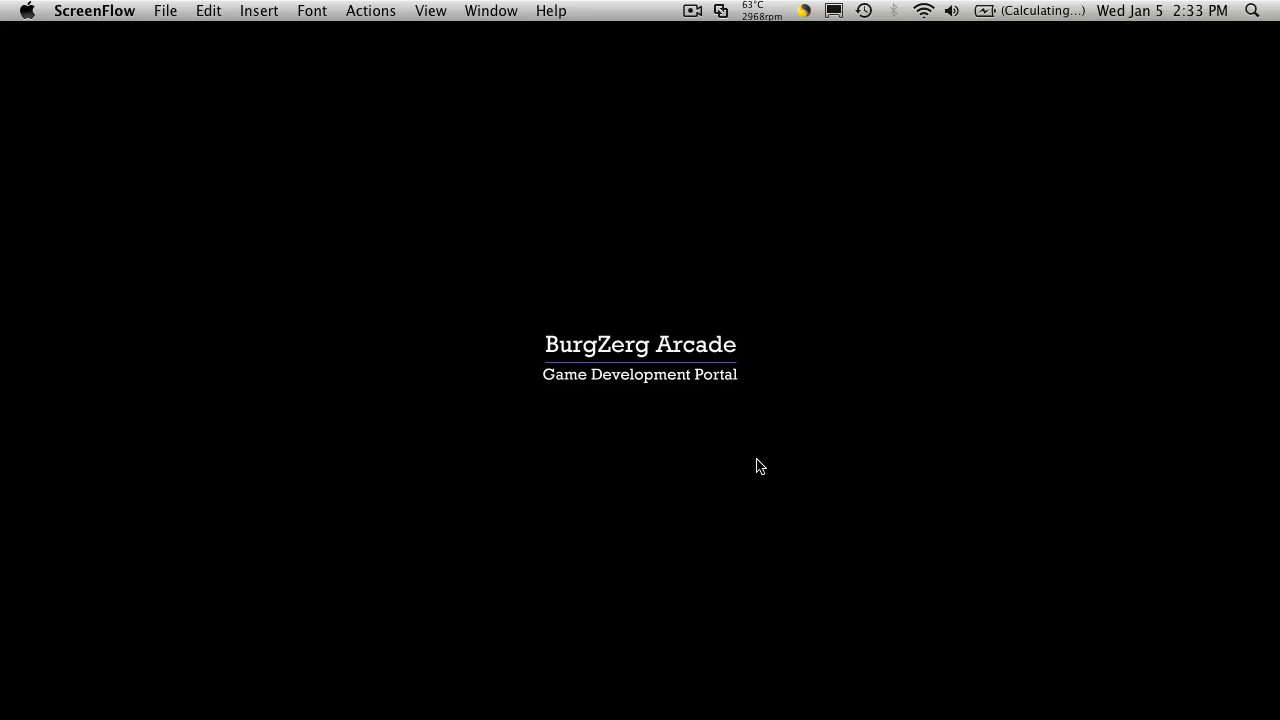 ScreenFlow File Edit Insert Font Actions View Window Help 63°C 2968rpm (Calculating...) Wed Jan 5 2:33 PM
BurgZerg Arcade
Game Development Portal